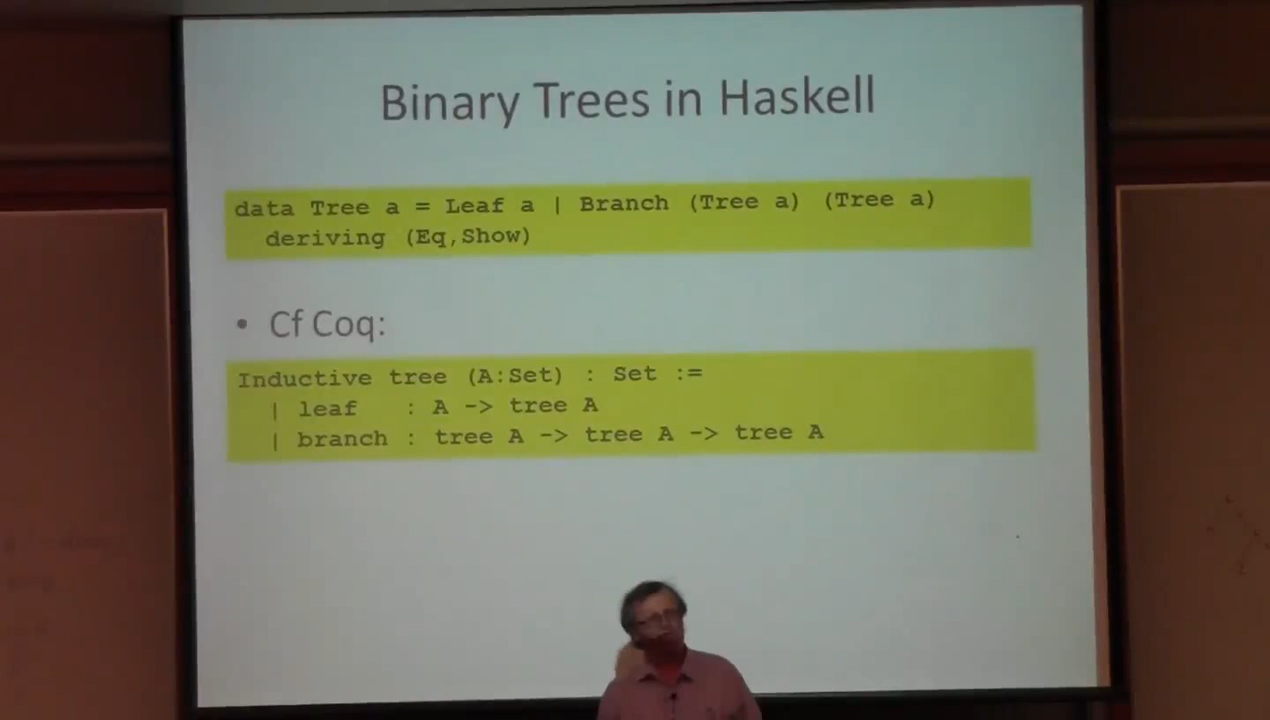 Binary Trees in Haskell
data Tree a = Leaf a | Branch (Tree a) (Tree a)
deriving (Eq,Show)
• Cf Coq:
Inductive tree (A:Set) : Set :=
| leaf : A -> tree A
| branch : tree A -> tree A -> tree A